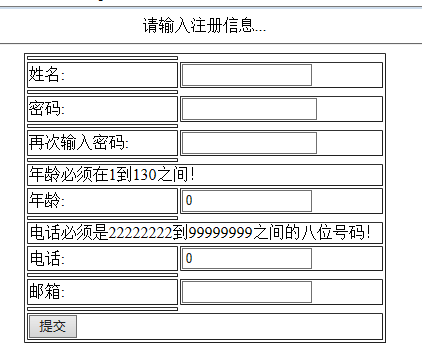 请输入注册信息...
姓名:
密码:
再次输入密码:
年龄必须在1到130之间!
年龄: 0
电话必须是22222222到99999999之间的八位号码!
电话: 0
邮箱:
提交